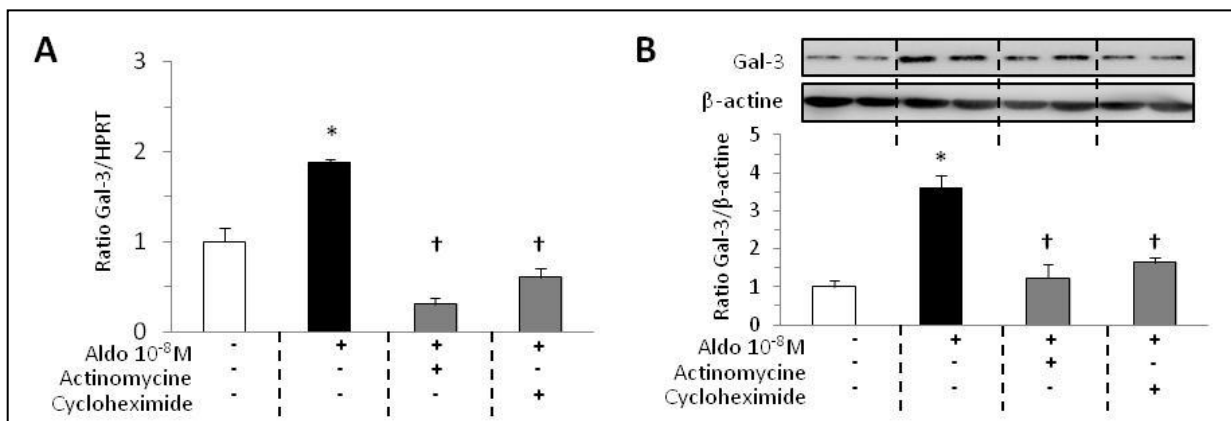 A
Ratio Gal-3/HPRT
3
2
1
0
*
†
†
Aldo 10⁻⁸M - + + +
Actinomycine - - + -
Cycloheximide - - - +
B
Gal-3
β-actine
Ratio Gal-3/β-actine
5
4
3
2
1
0
*
†
†
Aldo 10⁻⁸M - + + +
Actinomycine - - + -
Cycloheximide - - - +